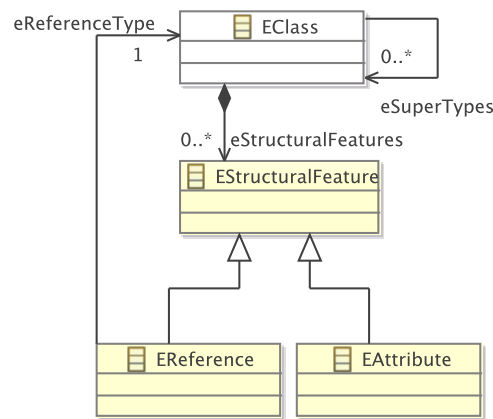 eReferenceType
EClass
1
0..*
eSuperTypes
0..*
eStructuralFeatures
EStructuralFeature
EReference
EAttribute